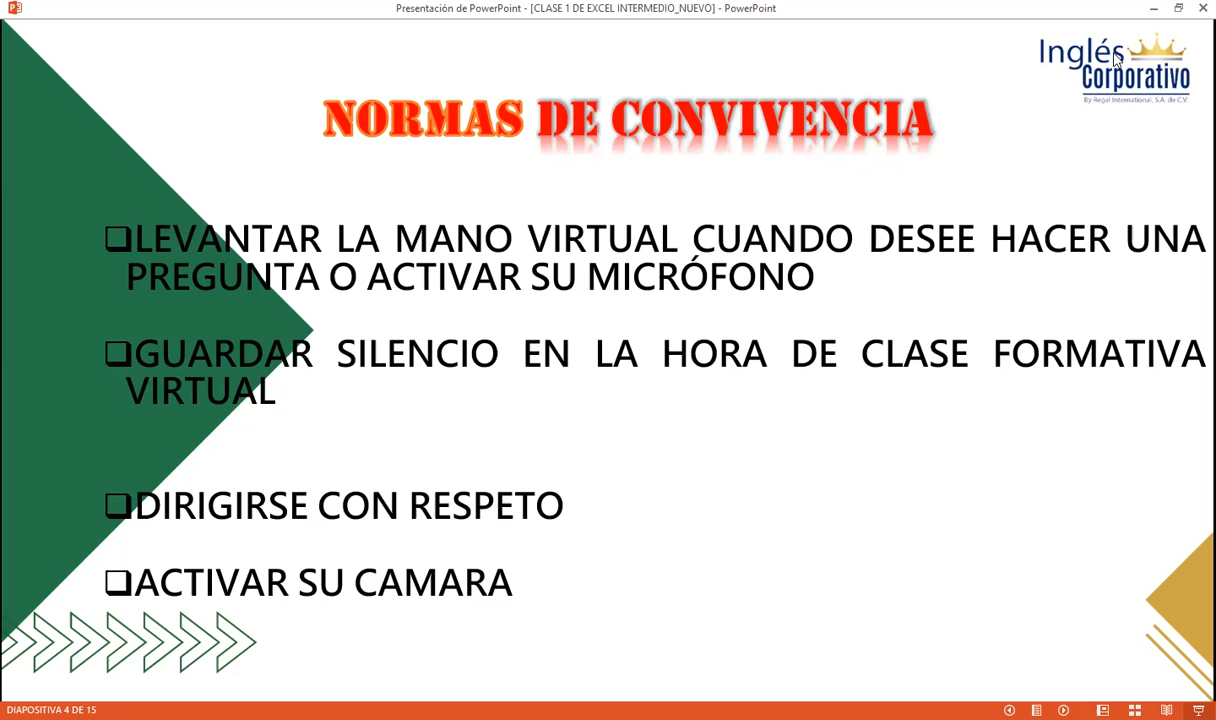 Presentación de PowerPoint - [CLASE 1 DE EXCEL INTERMEDIO_NUEVO] - PowerPoint
Inglés
Corporativo
By Regal International, S.A. de C.V.
NORMAS DE CONVIVENCIA
LEVANTAR LA MANO VIRTUAL CUANDO DESEE HACER UNA
PREGUNTA O ACTIVAR SU MICRÓFONO
GUARDAR SILENCIO EN LA HORA DE CLASE FORMATIVA
VIRTUAL
DIRIGIRSE CON RESPETO
ACTIVAR SU CAMARA
DIAPOSITIVA 4 DE 15